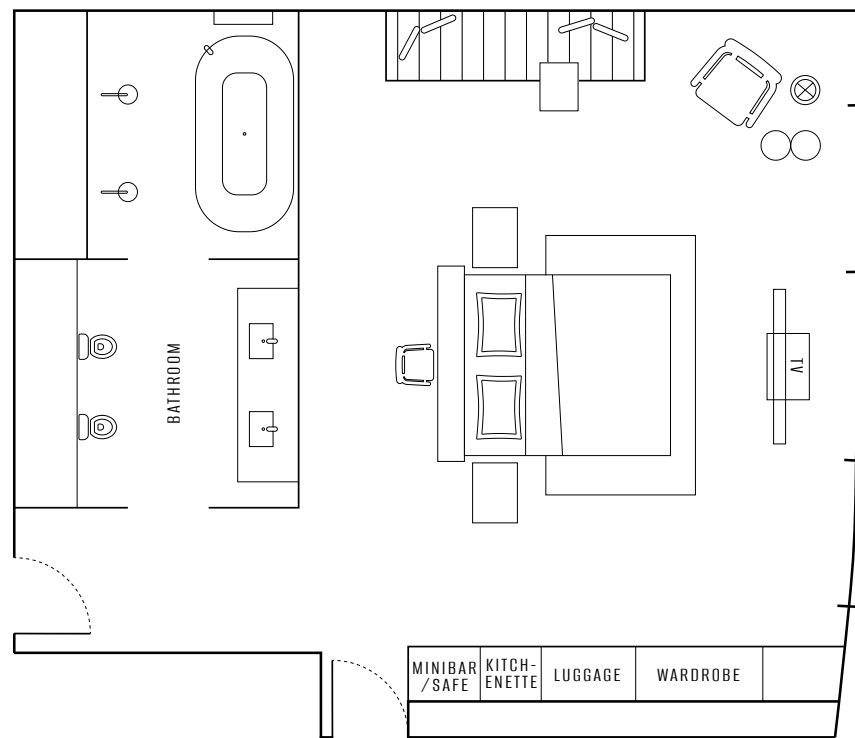 BATHROOM
TV
MINIBAR
/SAFE
KITCH-
ENETTE
LUGGAGE
WARDROBE